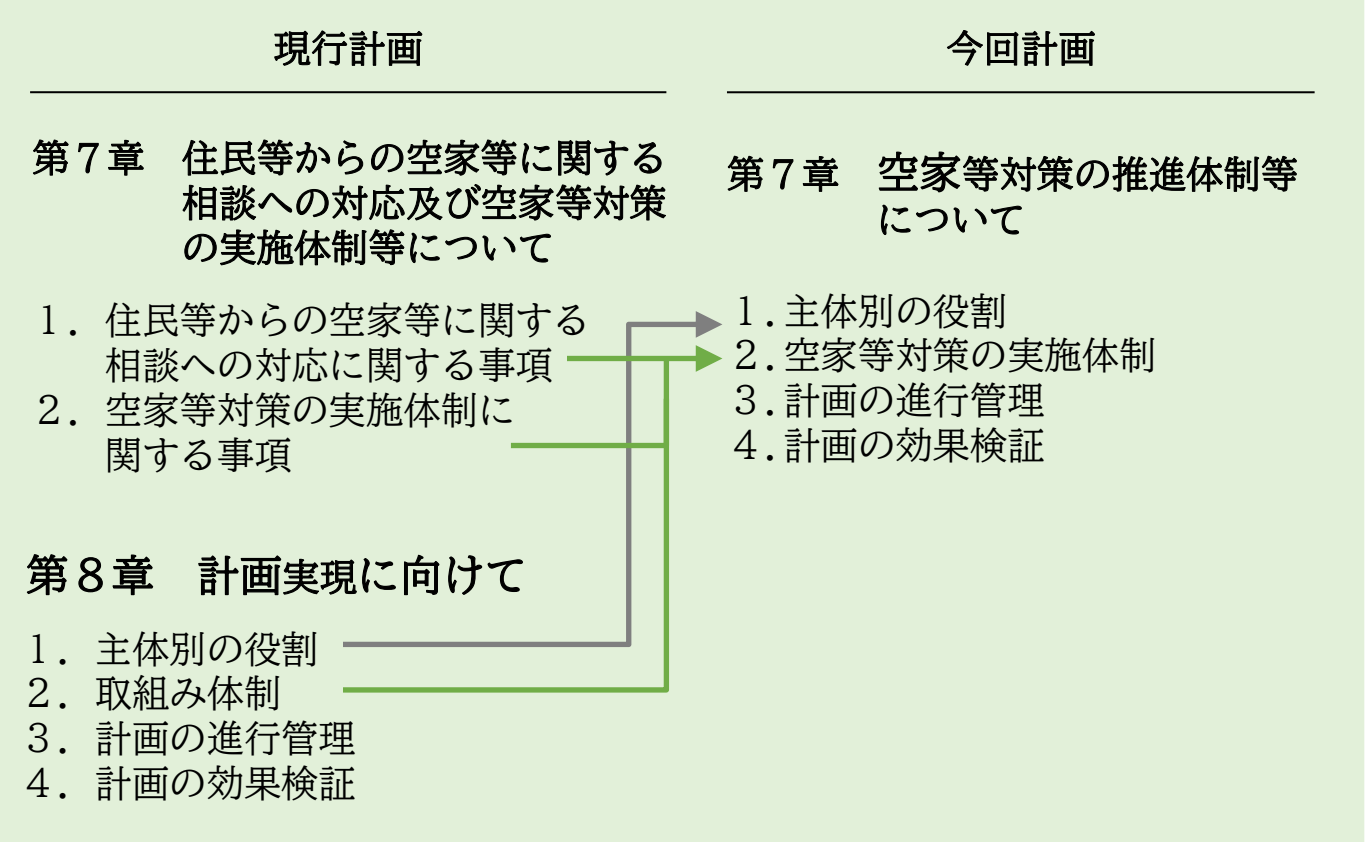 現行計画
第７章　住民等からの空家等に関する
相談への対応及び空家等対策
の実施体制等について
１．住民等からの空家等に関する
相談への対応に関する事項
２．空家等対策の実施体制に
関する事項
第８章　計画実現に向けて
１．主体別の役割
２．取組み体制
３．計画の進行管理
４．計画の効果検証
今回計画
第７章　空家等対策の推進体制等
について
１.主体別の役割
２.空家等対策の実施体制
３.計画の進行管理
４.計画の効果検証